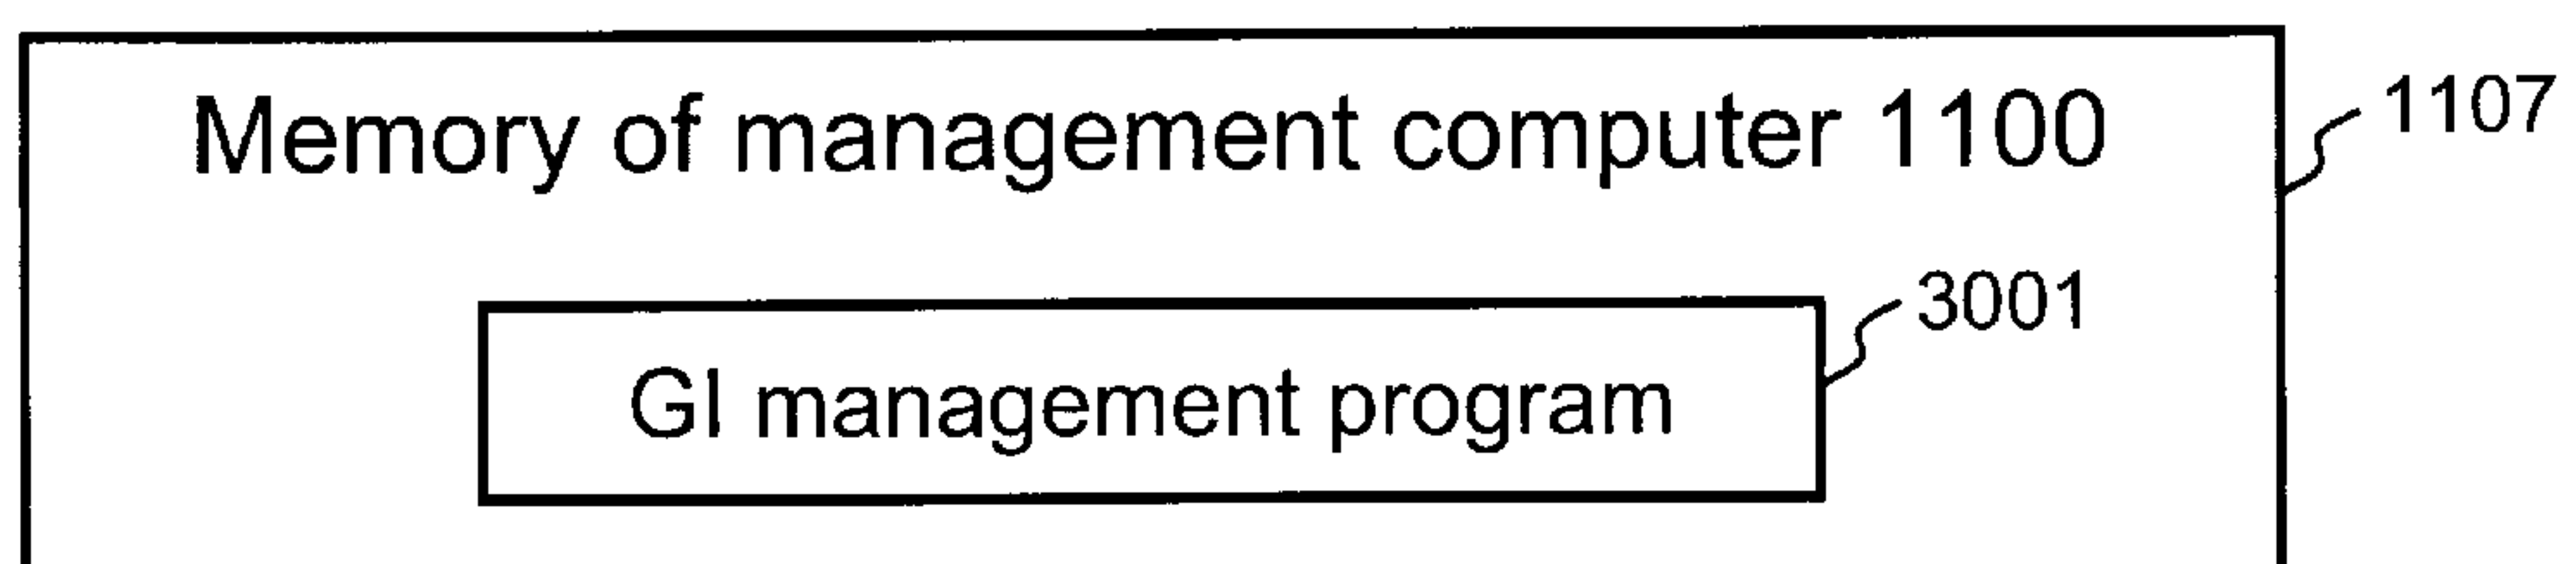 Memory of management computer 1100
1107
3001
GI management program